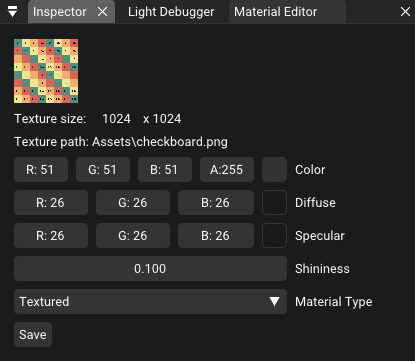 Inspector Light Debugger Material Editor
Texture size: 1024 x 1024
Texture path: Assets\checkboard.png
R: 51 G: 51 B: 51 A:255 Color
R: 26 G: 26 B: 26 Diffuse
R: 26 G: 26 B: 26 Specular
0.100 Shininess
Textured Material Type
Save